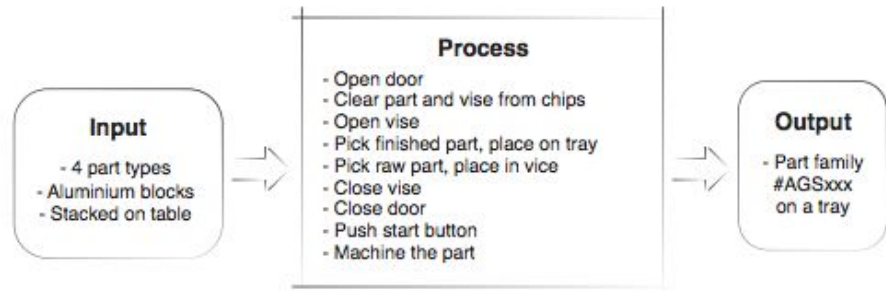 Input
- 4 part types
- Aluminium blocks
- Stacked on table
Process
- Open door
- Clear part and vise from chips
- Open vise
- Pick finished part, place on tray
- Pick raw part, place in vice
- Close vise
- Close door
- Push start button
- Machine the part
Output
- Part family
#AGSxxx
on a tray